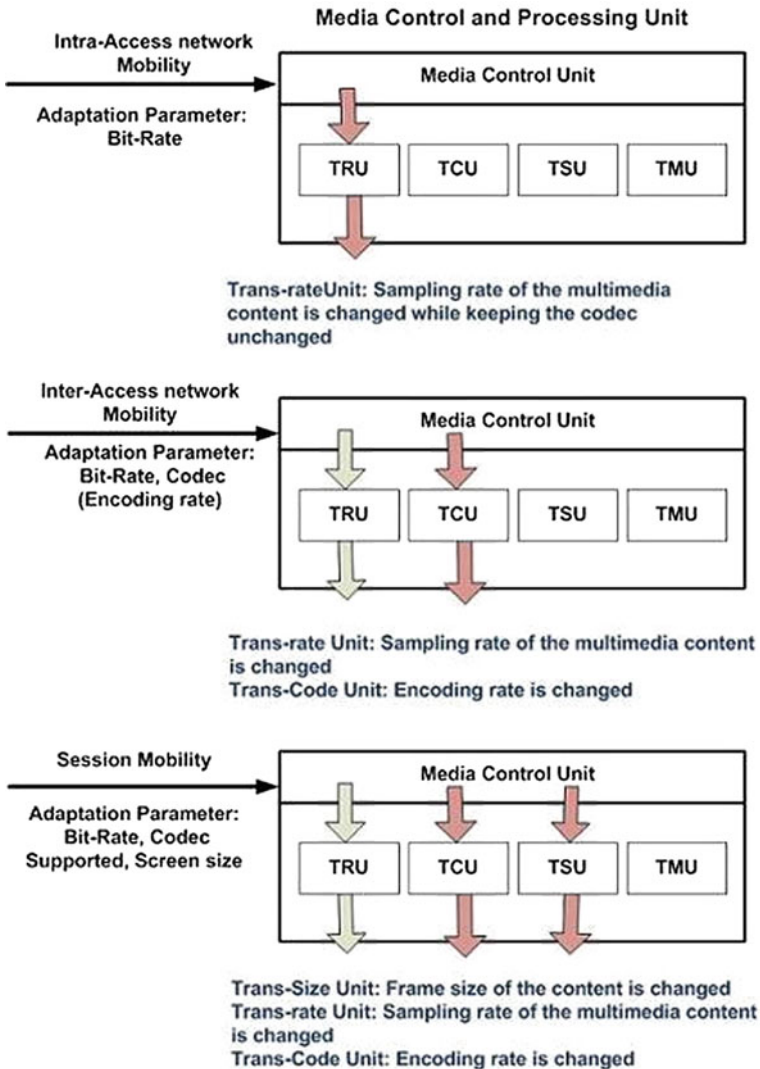 Media Control and Processing Unit
Intra-Access network
Mobility
Adaptation Parameter:
Bit-Rate
Media Control Unit
TRU
TCU
TSU
TMU
Trans-rateUnit: Sampling rate of the multimedia
content is changed while keeping the codec
unchanged
Inter-Access network
Mobility
Adaptation Parameter:
Bit-Rate, Codec
(Encoding rate)
Media Control Unit
TRU
TCU
TSU
TMU
Trans-rate Unit: Sampling rate of the multimedia content
is changed
Trans-Code Unit: Encoding rate is changed
Session Mobility
Adaptation Parameter:
Bit-Rate, Codec
Supported, Screen size
Media Control Unit
TRU
TCU
TSU
TMU
Trans-Size Unit: Frame size of the content is changed
Trans-rate Unit: Sampling rate of the multimedia content
is changed
Trans-Code Unit: Encoding rate is changed